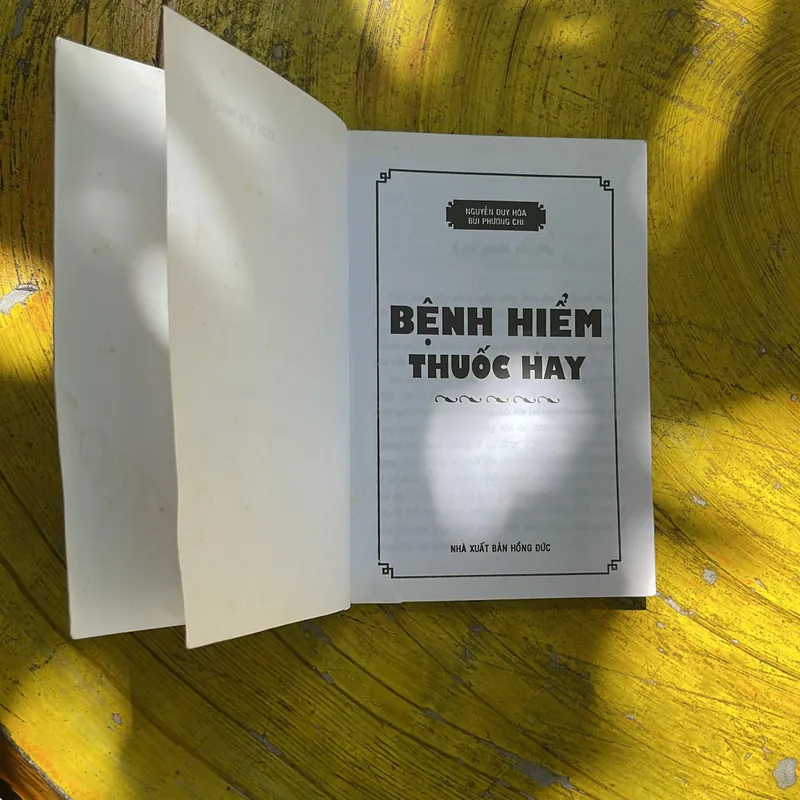 NGUYỄN DUY HÒA
BÙI PHƯƠNG CHI
BỆNH HIỂM
THUỐC HAY
NHÀ XUẤT BẢN HỒNG ĐỨC